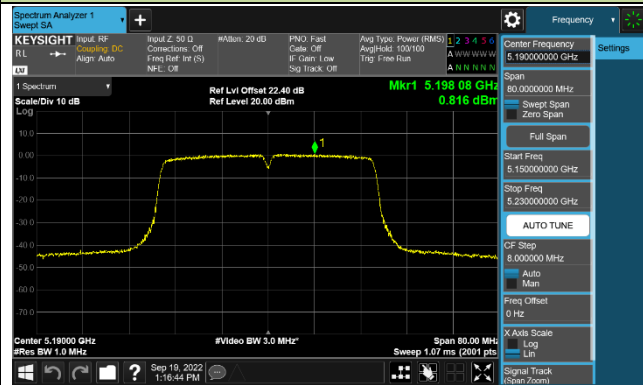 Spectrum Analyzer 1
Swept SA
Frequency
KEYSIGHT
RL
LXI
Input: RF
Coupling: DC
Align: Auto
Input Z: 50 Ω
Corrections: Off
Freq Ref: Int (S)
NFE: Off
#Atten: 20 dB
PNO: Fast
Gate: Off
IF Gain: Low
Sig Track: Off
Avg Type: Power (RMS)
Avg|Hold: 100/100
Trig: Free Run
1 2 3 4 5 6
A W W W W W
A N N N N N
1 Spectrum
Scale/Div 10 dB
Log
Ref Lvl Offset 22.40 dB
Ref Level 20.00 dBm
Mkr1 5.198 08 GHz
0.816 dBm
10.0
0.00
-10.0
-20.0
-30.0
-40.0
-50.0
-60.0
-70.0
1
Center 5.19000 GHz
#Res BW 1.0 MHz
#Video BW 3.0 MHz*
Span 80.00 MHz
Sweep 1.07 ms (2001 pts)
Sep 19, 2022
1:16:44 PM
Center Frequency
5.190000000 GHz
Settings
Span
80.0000000 MHz
Swept Span
Zero Span
Full Span
Start Freq
5.150000000 GHz
Stop Freq
5.230000000 GHz
AUTO TUNE
CF Step
8.000000 MHz
Auto
Man
Freq Offset
0 Hz
X Axis Scale
Log
Lin
Signal Track
(Span Zoom)